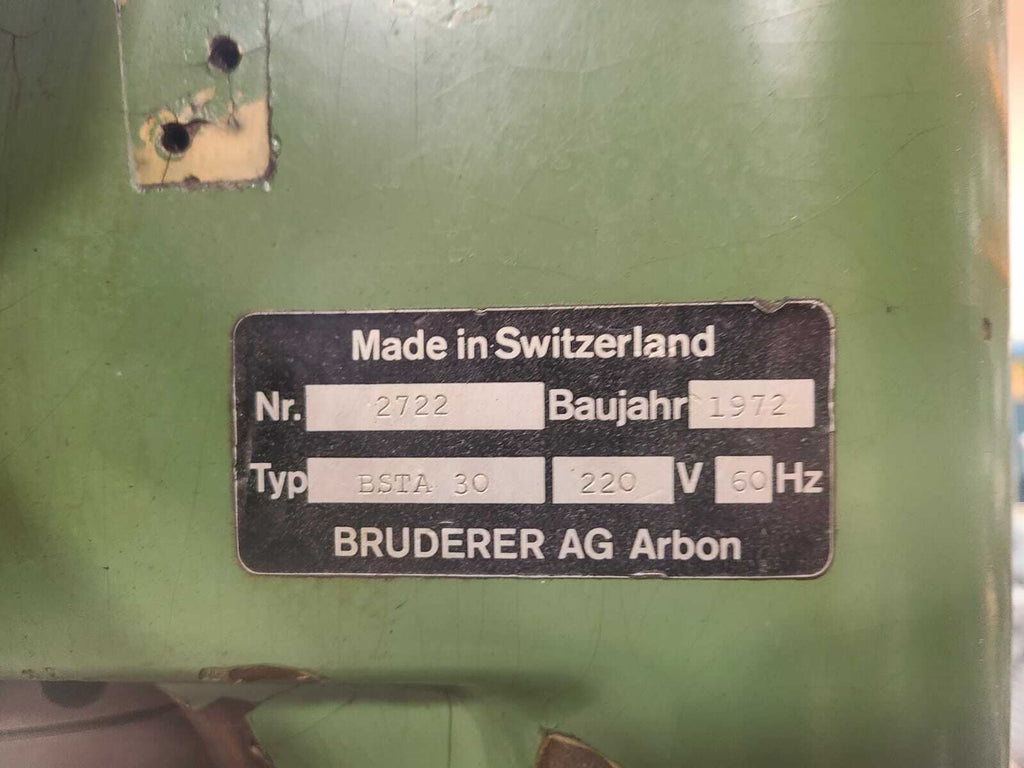 Made in Switzerland
Nr. 2722 Baujahr 1972
Typ BSTA 30 220 V 60 Hz
BRUDERER AG Arbon